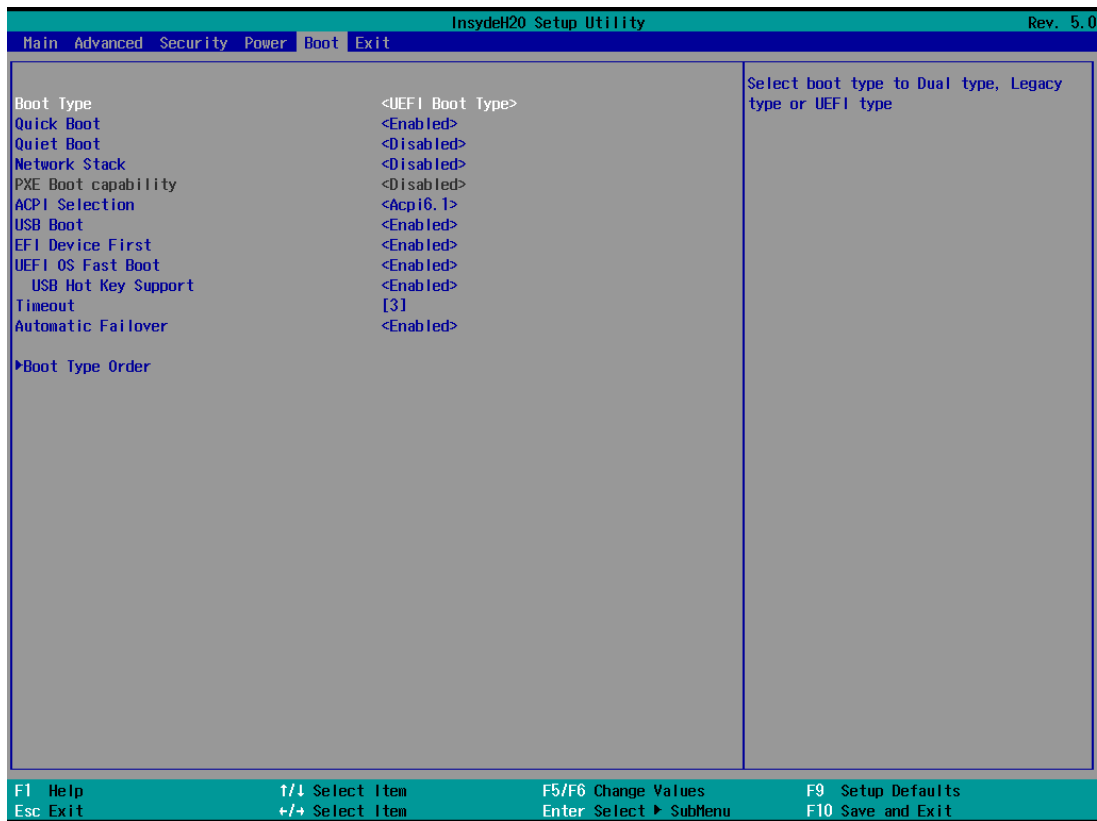 InsydeH20 Setup Utility Rev. 5.0
Main Advanced Security Power Boot Exit
Boot Type <UEFI Boot Type>
Quick Boot <Enabled>
Quiet Boot <Disabled>
Network Stack <Disabled>
PXE Boot capability <Disabled>
ACPI Selection <Acpi6.1>
USB Boot <Enabled>
EFI Device First <Enabled>
UEFI OS Fast Boot <Enabled>
USB Hot Key Support <Enabled>
Timeout [3]
Automatic Failover <Enabled>
▶Boot Type Order
Select boot type to Dual type, Legacy
type or UEFI type
F1 Help ↑/↓ Select Item F5/F6 Change Values F9 Setup Defaults
Esc Exit ←/→ Select Item Enter Select ▶ SubMenu F10 Save and Exit